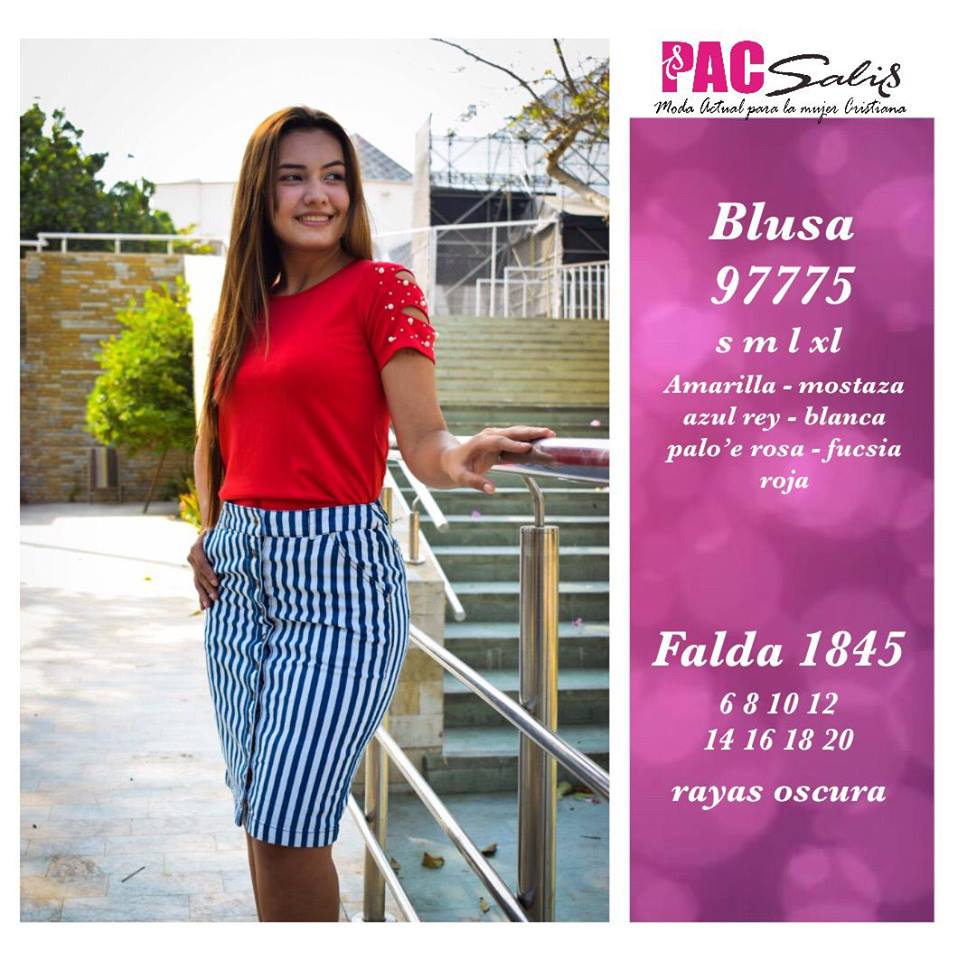 PAC Salis
Moda Actual para la mujer Cristiana
Blusa
97775
s m l xl
Amarilla - mostaza
azul rey - blanca
palo'e rosa - fucsia
roja
Falda 1845
6 8 10 12
14 16 18 20
rayas oscura